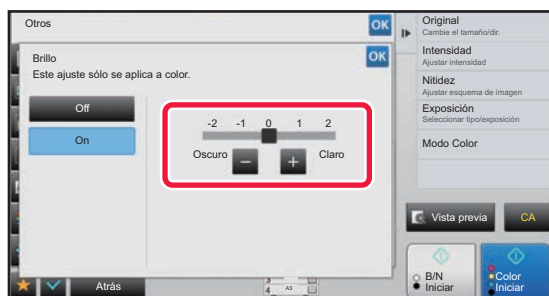 Otros
OK
Brillo
OK
Este ajuste sólo se aplica a color.
Off
On
-2 -1 0 1 2
Oscuro − + Claro
Atrás
3
4 A3
Original
Cambie el tamaño/dir.
Intensidad
Ajustar intensidad
Nitidez
Ajustar esquema de imagen
Exposición
Seleccionar tipo/exposición
Modo Color
Vista previa
CA
B/N
Iniciar
Color
Iniciar